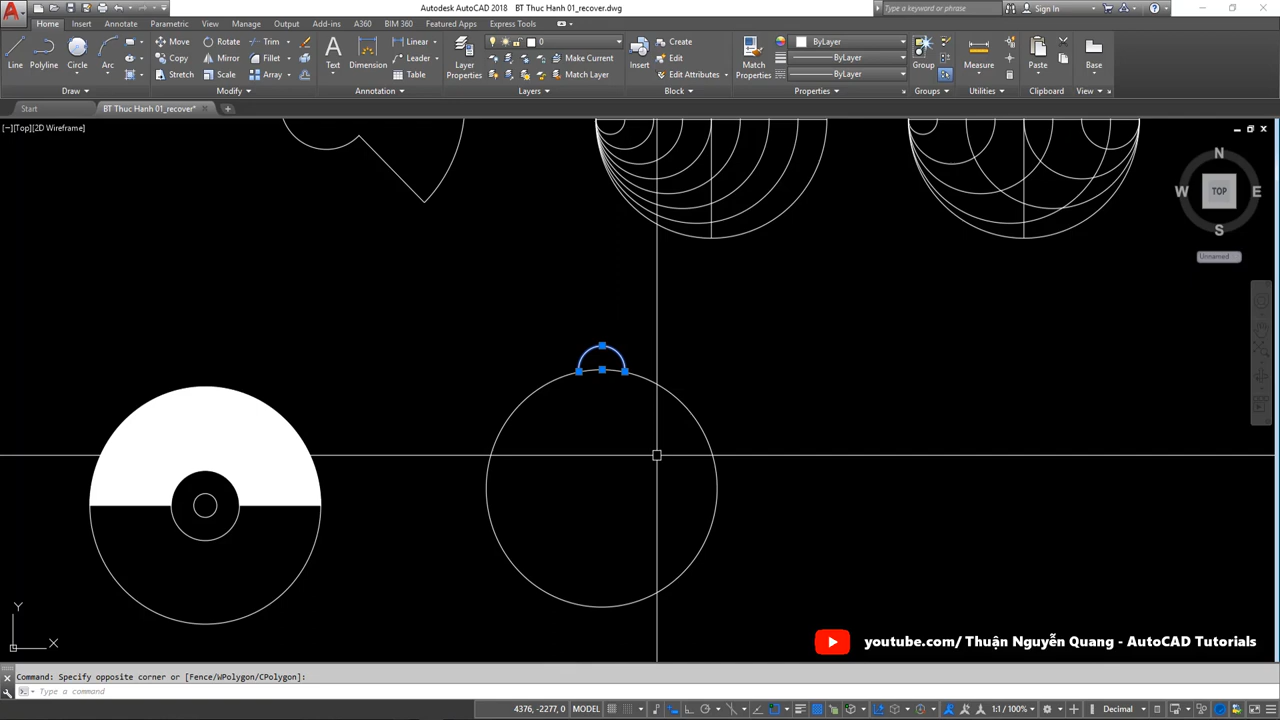 Autodesk AutoCAD 2018 BT Thuc Hanh 01_recover.dwg
Type a keyword or phrase
Sign In
Home Insert Annotate Parametric View Manage Output Add-ins A360 BIM 360 Featured Apps Express Tools
Line Polyline Circle Arc
Move Rotate Trim
Copy Mirror Fillet
Stretch Scale Array
Text Dimension
Linear
Leader
Table
Layer Properties
0
Make Current
Match Layer
Insert
Create
Edit
Edit Attributes
Match Properties
ByLayer
ByLayer
ByLayer
Group
Measure
Paste
Base
Draw Modify Annotation Layers Block Properties Groups Utilities Clipboard View
Start BT Thuc Hanh 01_recover*
[−][Top][2D Wireframe]
N
W TOP E
S
Unnamed
Y
X
youtube.com/ Thuận Nguyễn Quang - AutoCAD Tutorials
Command: Specify opposite corner or [Fence/WPolygon/CPolygon]:
Type a command
4376, -2277, 0 MODEL 1:1 / 100% Decimal